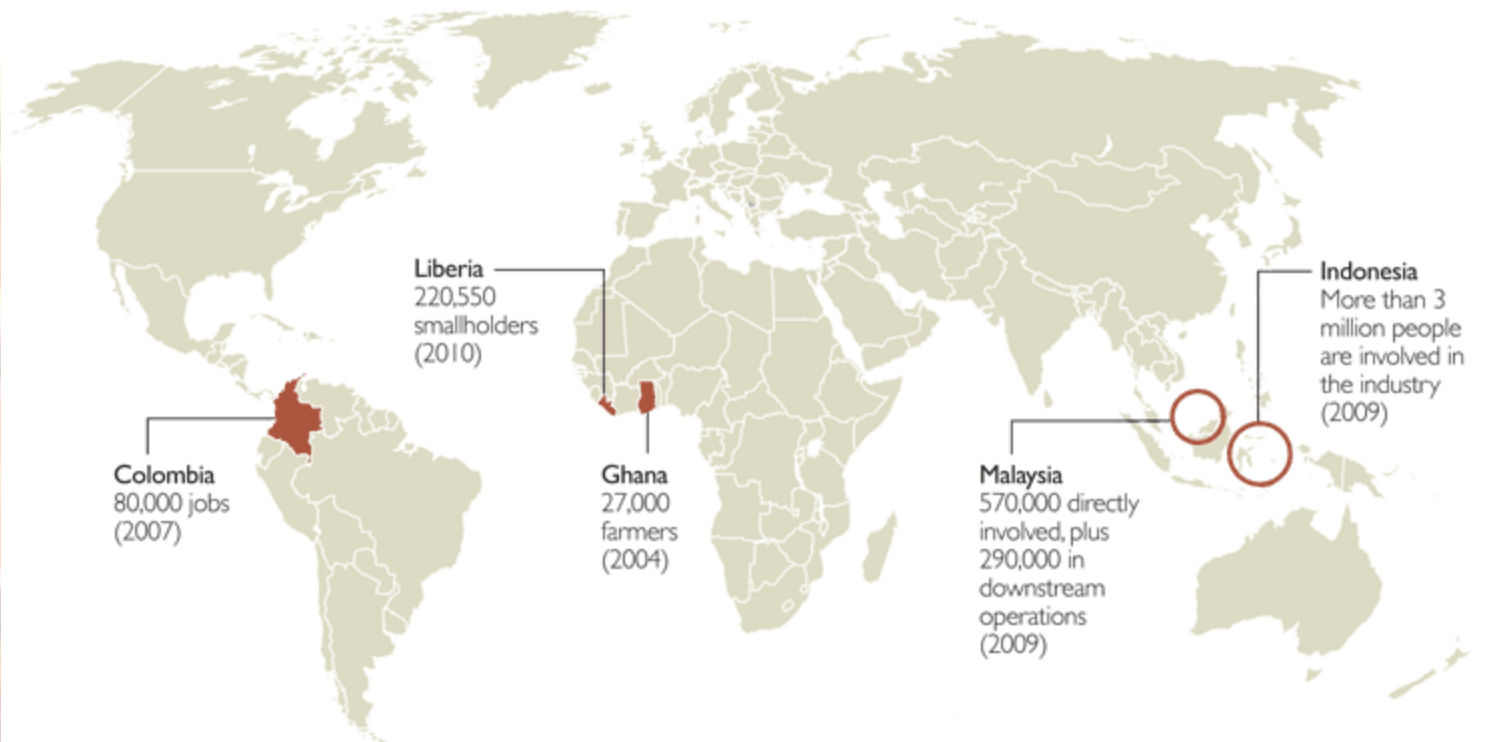 Liberia
220,550
smallholders
(2010)
Indonesia
More than 3
million people
are involved in
the industry
(2009)
Colombia
80,000 jobs
(2007)
Ghana
27,000
farmers
(2004)
Malaysia
570,000 directly
involved, plus
290,000 in
downstream
operations
(2009)